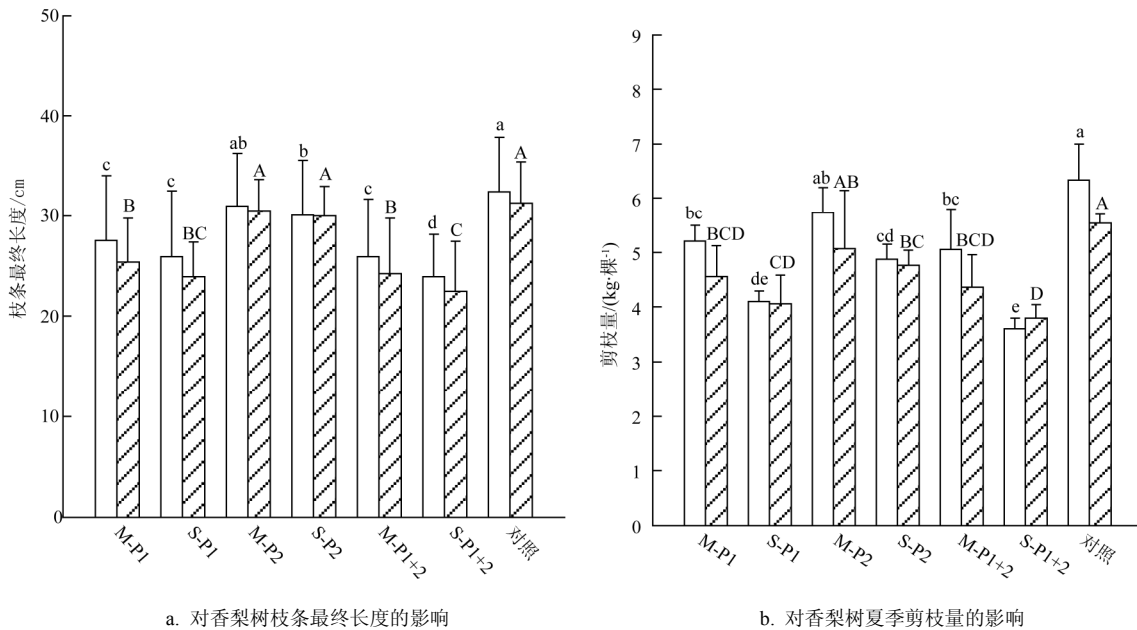 50
40
30
20
10
0
枝条最终长度/cm
c
B
c
BC
ab
A
b
A
c
B
d
C
a
A
M-P1
S-P1
M-P2
S-P2
M-P1+2
S-P1+2
对照
a. 对香梨树枝条最终长度的影响
9
8
7
6
5
4
3
2
1
0
剪枝量/(kg·棵⁻¹)
bc
BCD
de
CD
ab
AB
cd
BC
bc
BCD
e
D
a
A
M-P1
S-P1
M-P2
S-P2
M-P1+2
S-P1+2
对照
b. 对香梨树夏季剪枝量的影响